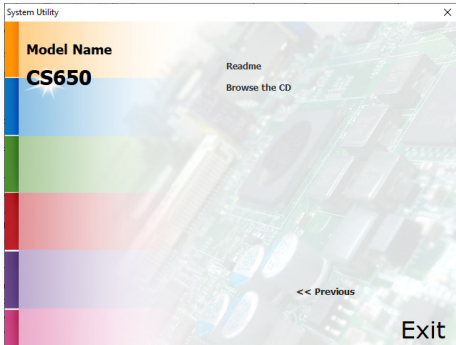 System Utility
Model Name
CS650
Readme
Browse the CD
<< Previous
Exit